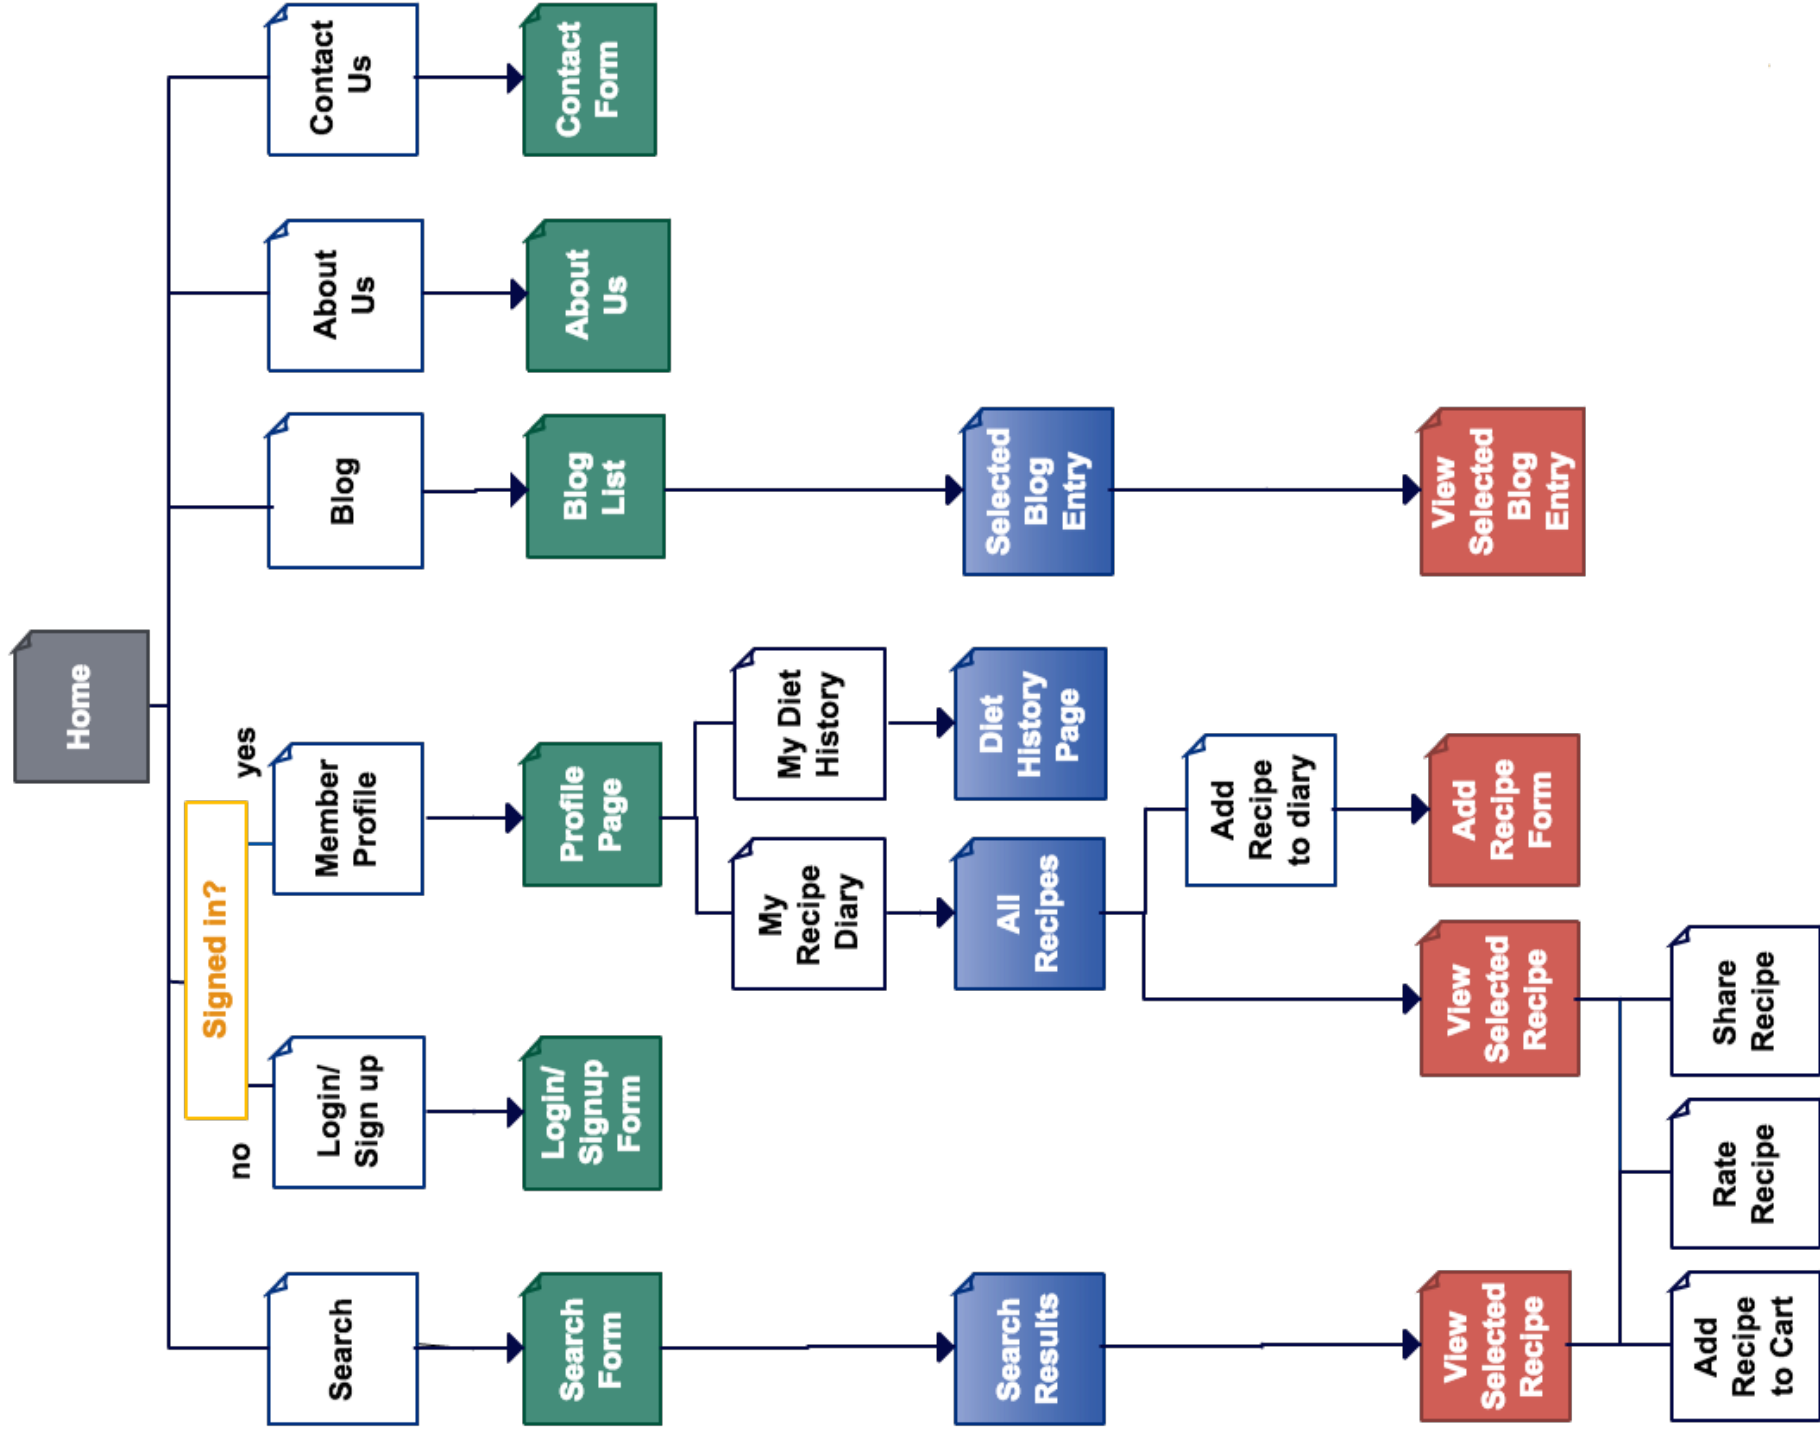 Home
Signed in?
no
yes
Search
Login/
Sign up
Member
Profile
Blog
About
Us
Contact
Us
Search
Form
Login/
Signup
Form
Profile
Page
Blog
List
About
Us
Contact
Form
My
Recipe
Diary
My Diet
History
Search
Results
All
Recipes
Diet
History
Page
Selected
Blog
Entry
Add
Recipe
to diary
View
Selected
Recipe
View
Selected
Recipe
Add
Recipe
Form
View
Selected
Blog
Entry
Add
Recipe
to Cart
Rate
Recipe
Share
Recipe